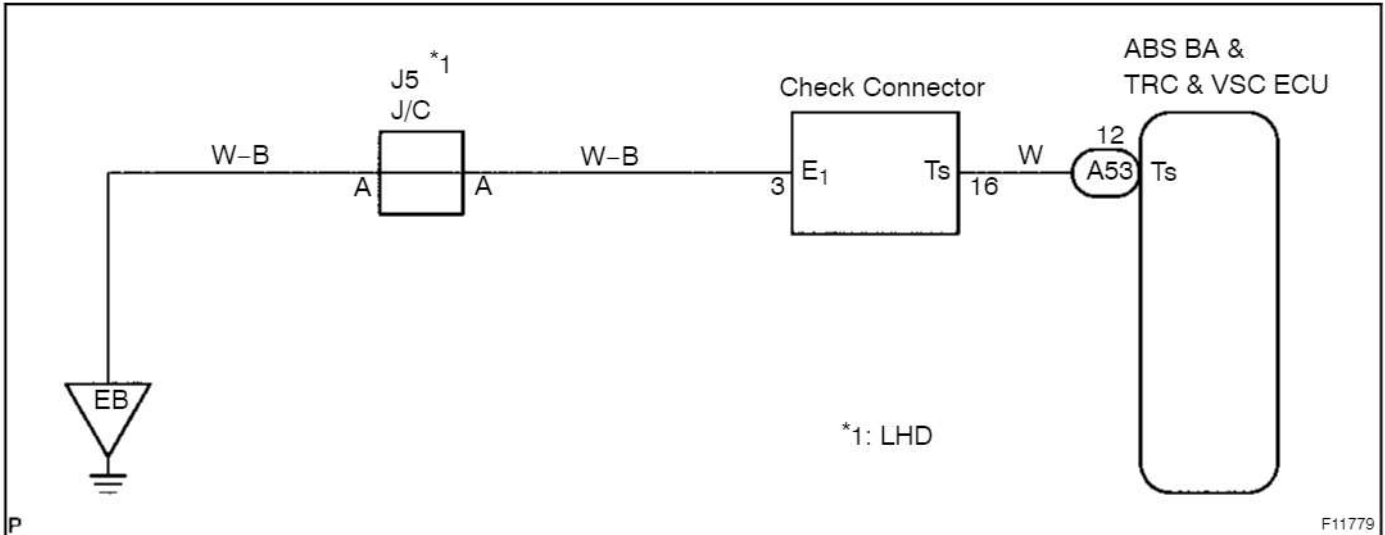 ABS BA &
TRC & VSC ECU
J5 *1
J/C
Check Connector
W–B
W–B
W
12
A
A
3
E1
Ts
16
A53
Ts
EB
*1: LHD
P
F11779